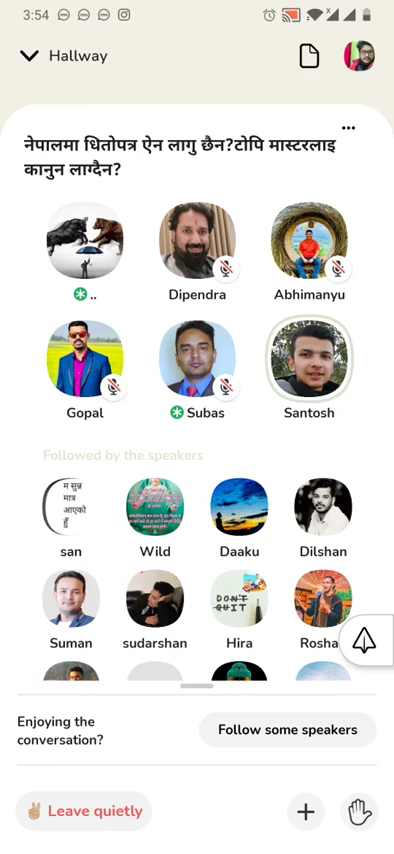 3:54
Hallway
नेपालमा धितोपत्र ऐन लागु छैन?टोपि मास्टरलाइ
कानुन लाग्दैन?
..
Dipendra
Abhimanyu
Gopal
Subas
Santosh
Followed by the speakers
म सुन्न
मात्र
आएको
हुँ
san
Wild
Daaku
Dilshan
DON'T
QUIT
Suman
sudarshan
Hira
Rosha
Enjoying the
conversation?
Follow some speakers
Leave quietly